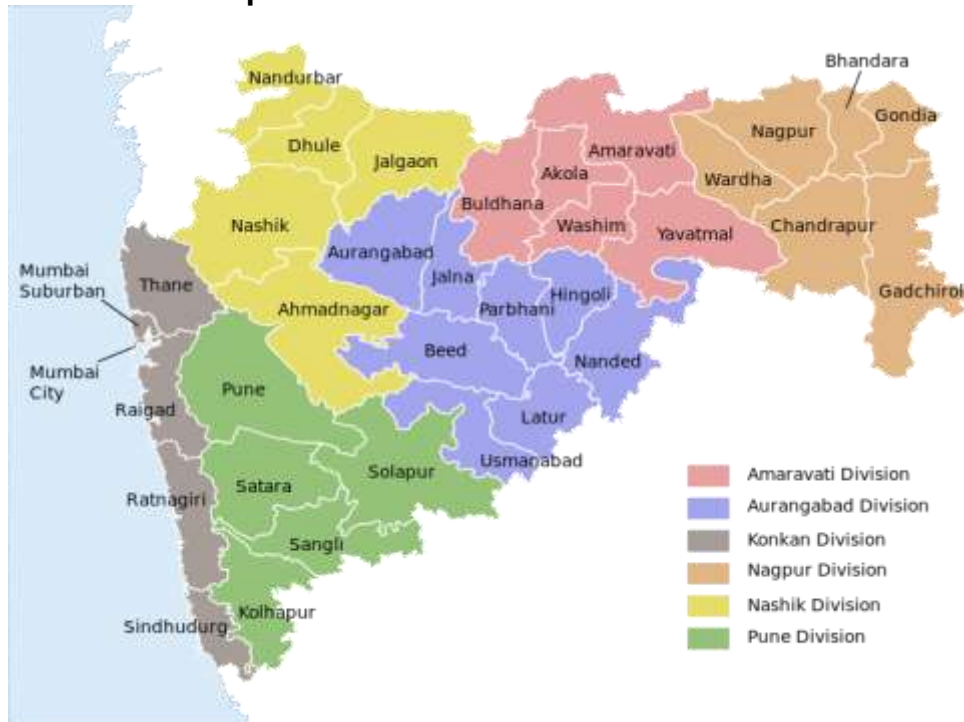 Nandurbar
Bhandara
Gondia
Nagpur
Dhule
Jalgaon
Amaravati
Akola
Wardha
Buldhana
Washim
Nashik
Yavatmal
Chandrapur
Aurangabad
Mumbai
Suburban
Thane
Jalna
Hingoli
Gadchiroi
Ahmadnagar
Parbhani
Beed
Nanded
Mumbai
City
Pune
Raigad
Latur
Usmanabad
Solapur
Satara
Ratnagiri
Sangli
Kolhapur
Sindhudurg
Amaravati Division
Aurangabad Division
Konkan Division
Nagpur Division
Nashik Division
Pune Division